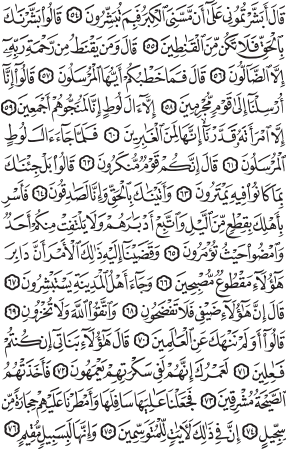 قَالَ أَبَشَّرْتُمُونِي عَلَىٰٓ أَن مَّسَّنِيَ ٱلْكِبَرُ فَبِمَ تُبَشِّرُونَ ٥٤ قَالُواْ بَشَّرْنَٰكَ
بِٱلْحَقِّ فَلَا تَكُن مِّنَ ٱلْقَٰنِطِينَ ٥٥ قَالَ وَمَن يَقْنَطُ مِن رَّحْمَةِ رَبِّهِۦٓ
إِلَّا ٱلضَّآلُّونَ ٥٦ قَالَ فَمَا خَطْبُكُمْ أَيُّهَا ٱلْمُرْسَلُونَ ٥٧ قَالُوٓاْ إِنَّآ
أُرْسِلْنَآ إِلَىٰ قَوْمٍ مُّجْرِمِينَ ٥٨ إِلَّآ ءَالَ لُوطٍ إِنَّا لَمُنَجُّوهُمْ أَجْمَعِينَ ٥٩
إِلَّا ٱمْرَأَتَهُۥ قَدَّرْنَآ إِنَّهَا لَمِنَ ٱلْغَٰبِرِينَ ٦٠ فَلَمَّا جَآءَ ءَالَ لُوطٍ
ٱلْمُرْسَلُونَ ٦١ قَالَ إِنَّكُمْ قَوْمٌ مُّنكَرُونَ ٦٢ قَالُواْ بَلْ جِئْنَٰكَ
بِمَا كَانُواْ فِيهِ يَمْتَرُونَ ٦٣ وَأَتَيْنَٰكَ بِٱلْحَقِّ وَإِنَّا لَصَٰدِقُونَ ٦٤ فَأَسْرِ
بِأَهْلِكَ بِقِطْعٍ مِّنَ ٱلَّيْلِ وَٱتَّبِعْ أَدْبَٰرَهُمْ وَلَا يَلْتَفِتْ مِنكُمْ أَحَدٌ
وَٱمْضُواْ حَيْثُ تُؤْمَرُونَ ٦٥ وَقَضَيْنَآ إِلَيْهِ ذَٰلِكَ ٱلْأَمْرَ أَنَّ دَابِرَ
هَٰٓؤُلَآءِ مَقْطُوعٌ مُّصْبِحِينَ ٦٦ وَجَآءَ أَهْلُ ٱلْمَدِينَةِ يَسْتَبْشِرُونَ ٦٧
قَالَ إِنَّ هَٰٓؤُلَآءِ ضَيْفِي فَلَا تَفْضَحُونِ ٦٨ وَٱتَّقُواْ ٱللَّهَ وَلَا تُخْزُونِ ٦٩
قَالُوٓاْ أَوَلَمْ نَنْهَكَ عَنِ ٱلْعَٰلَمِينَ ٧٠ قَالَ هَٰٓؤُلَآءِ بَنَاتِيٓ إِن كُنتُمْ
فَٰعِلِينَ ٧١ لَعَمْرُكَ إِنَّهُمْ لَفِي سَكْرَتِهِمْ يَعْمَهُونَ ٧٢ فَأَخَذَتْهُمُ
ٱلصَّيْحَةُ مُشْرِقِينَ ٧٣ فَجَعَلْنَا عَٰلِيَهَا سَافِلَهَا وَأَمْطَرْنَا عَلَيْهِمْ حِجَارَةً مِّن
سِجِّيلٍ ٧٤ إِنَّ فِي ذَٰلِكَ لَءَايَٰتٍ لِّلْمُتَوَسِّمِينَ ٧٥ وَإِنَّهَا لَبِسَبِيلٍ مُّقِيمٍ ٧٦